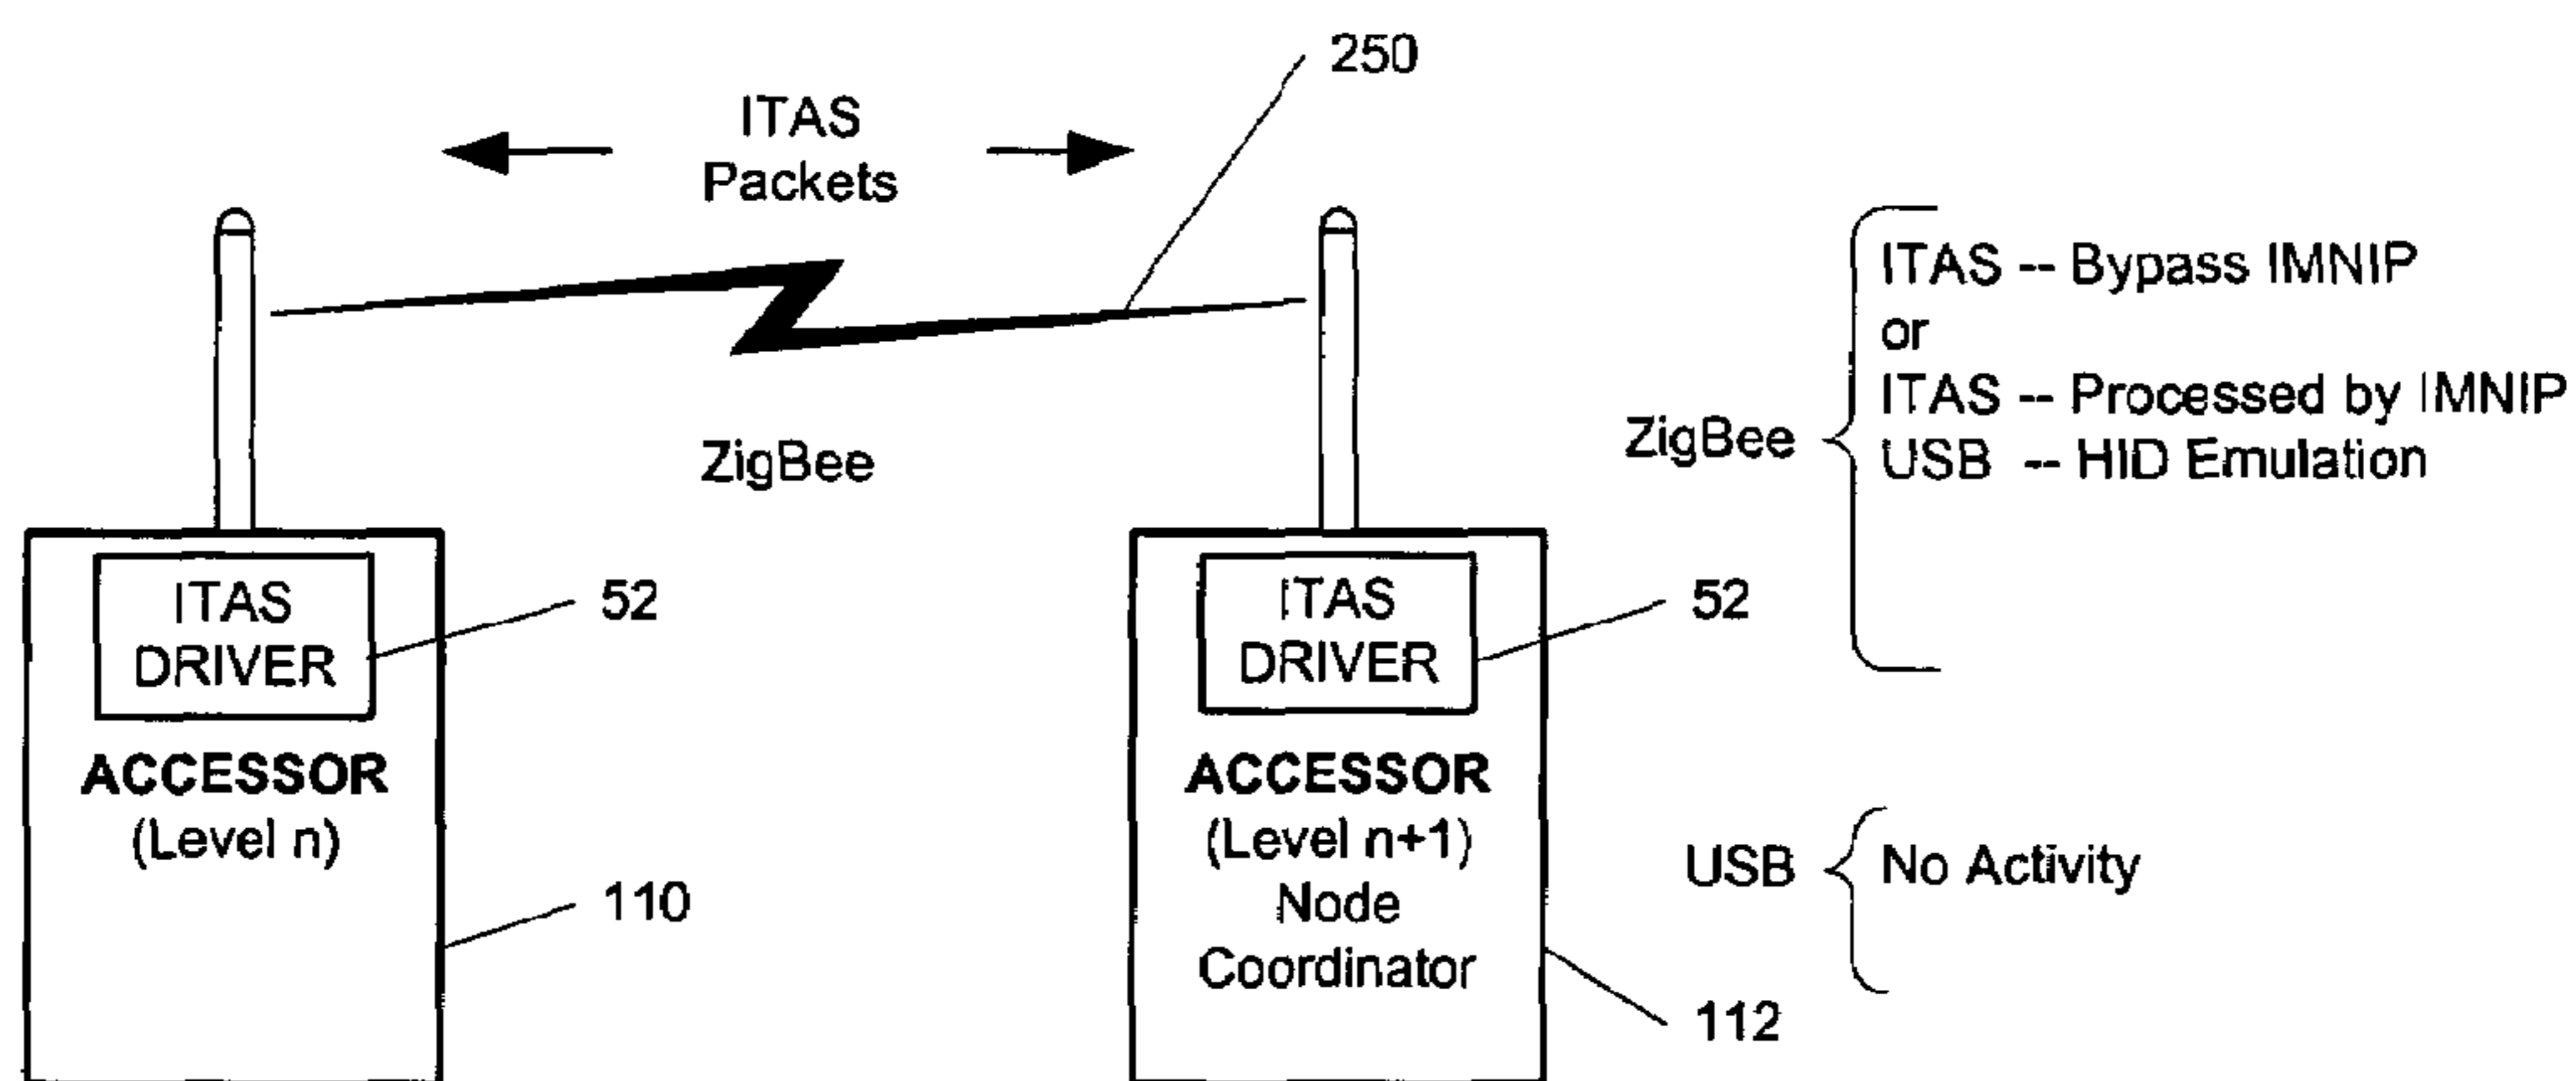 250
ITAS
Packets
ZigBee
ITAS -- Bypass IMNIP
or
ITAS -- Processed by IMNIP
USB -- HID Emulation
ZigBee
ITAS
DRIVER
52
ACCESSOR
(Level n)
110
ITAS
DRIVER
52
ACCESSOR
(Level n+1)
Node
Coordinator
112
USB
No Activity